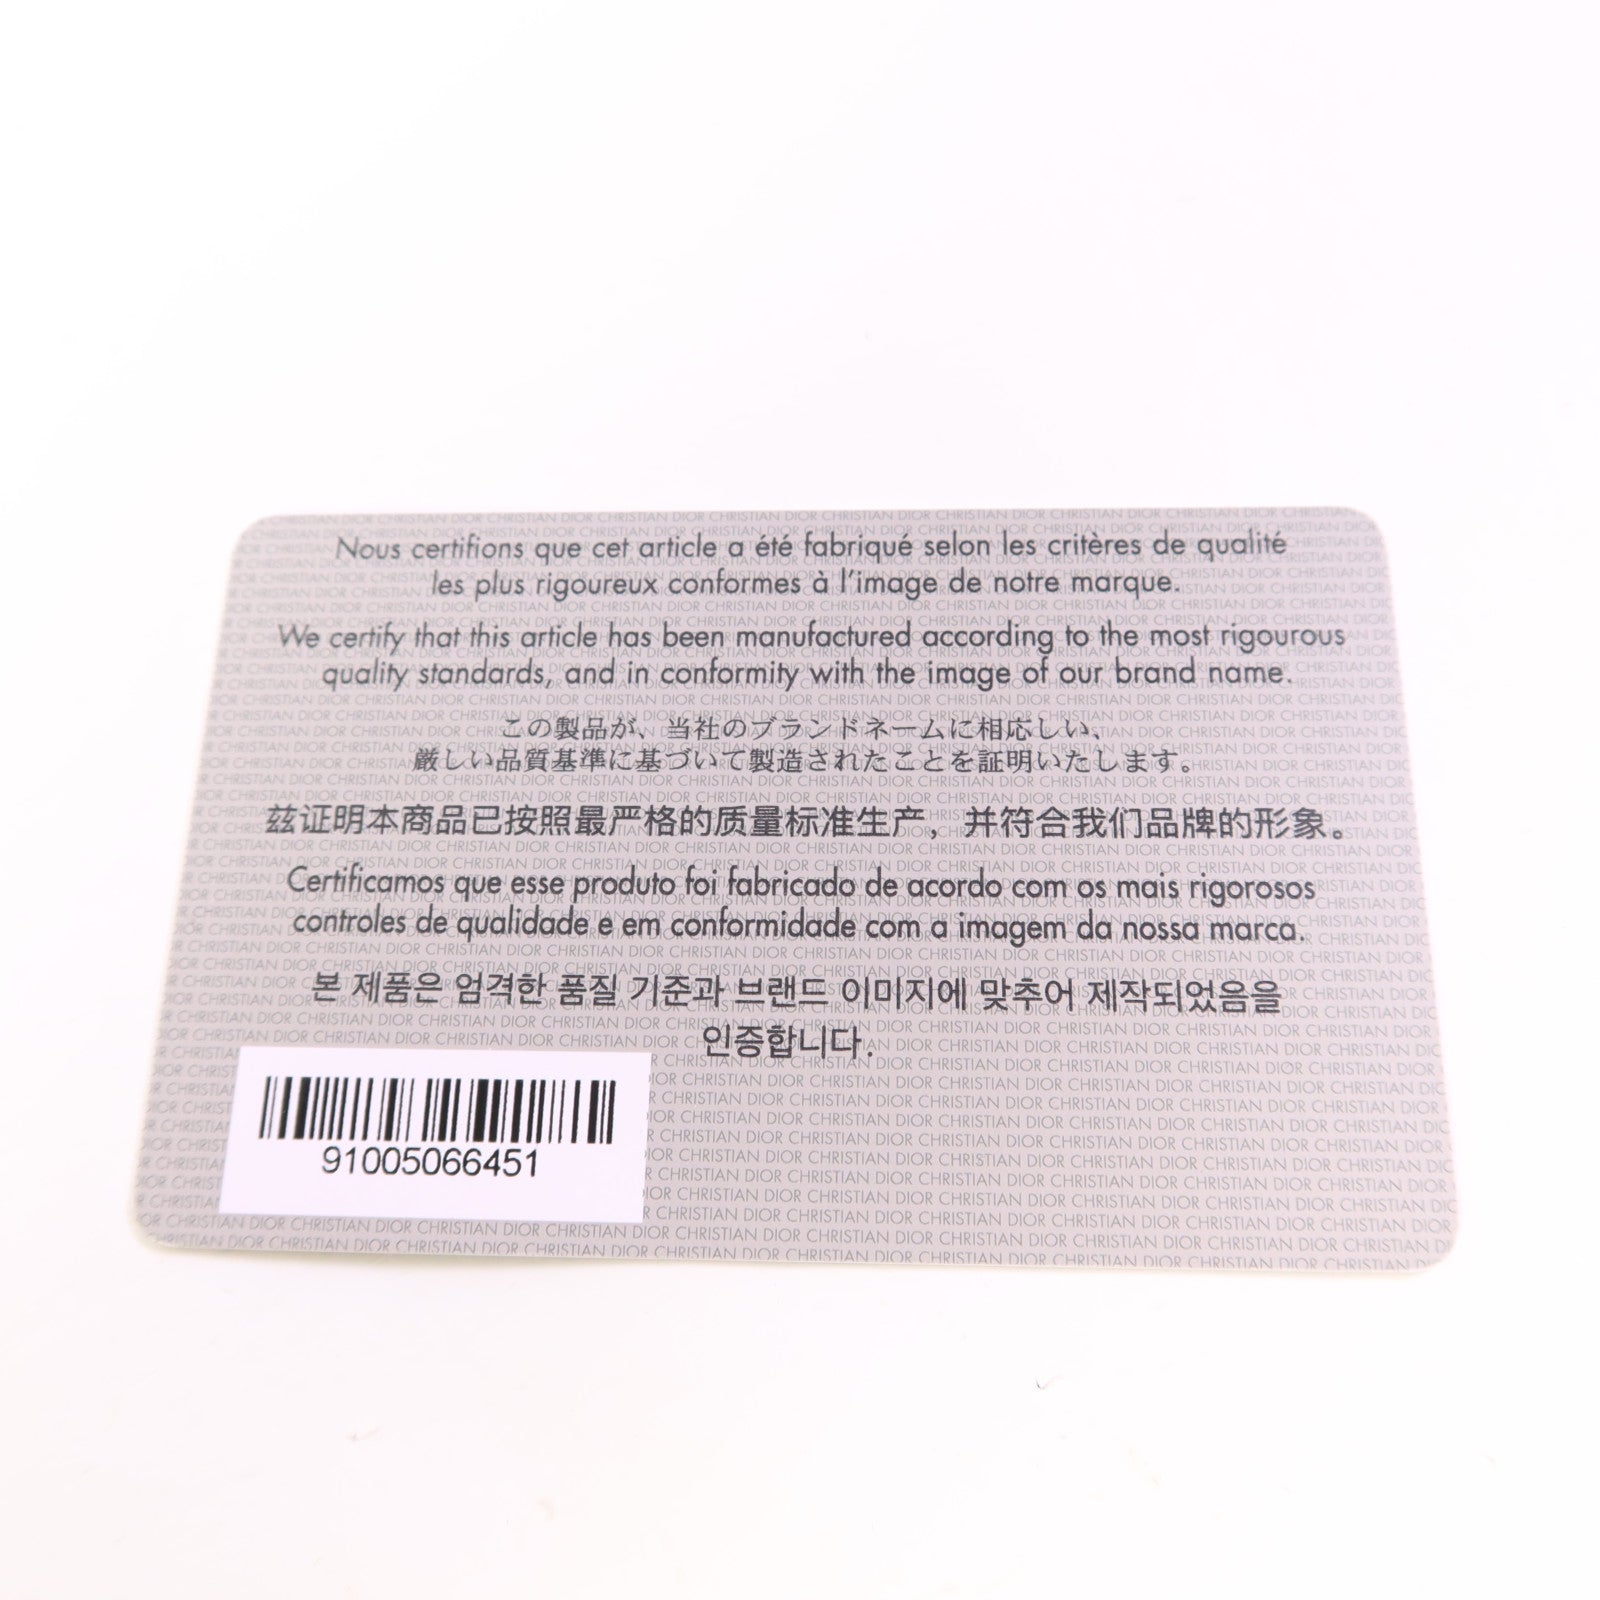 Nous certifions que cet article a été fabriqué selon les critères de qualité
les plus rigoureux conformes à l'image de notre marque.
We certify that this article has been manufactured according to the most rigourous
quality standards, and in conformity with the image of our brand name.
この製品が、当社のブランドネームに相応しい、
厳しい品質基準に基づいて製造されたことを証明いたします。
兹证明本商品已按照最严格的质量标准生产，并符合我们品牌的形象。
Certificamos que esse produto foi fabricado de acordo com os mais rigorosos
controles de qualidade e em conformidade com a imagem da nossa marca.
본 제품은 엄격한 품질 기준과 브랜드 이미지에 맞추어 제작되었음을
인증합니다.
91005066451